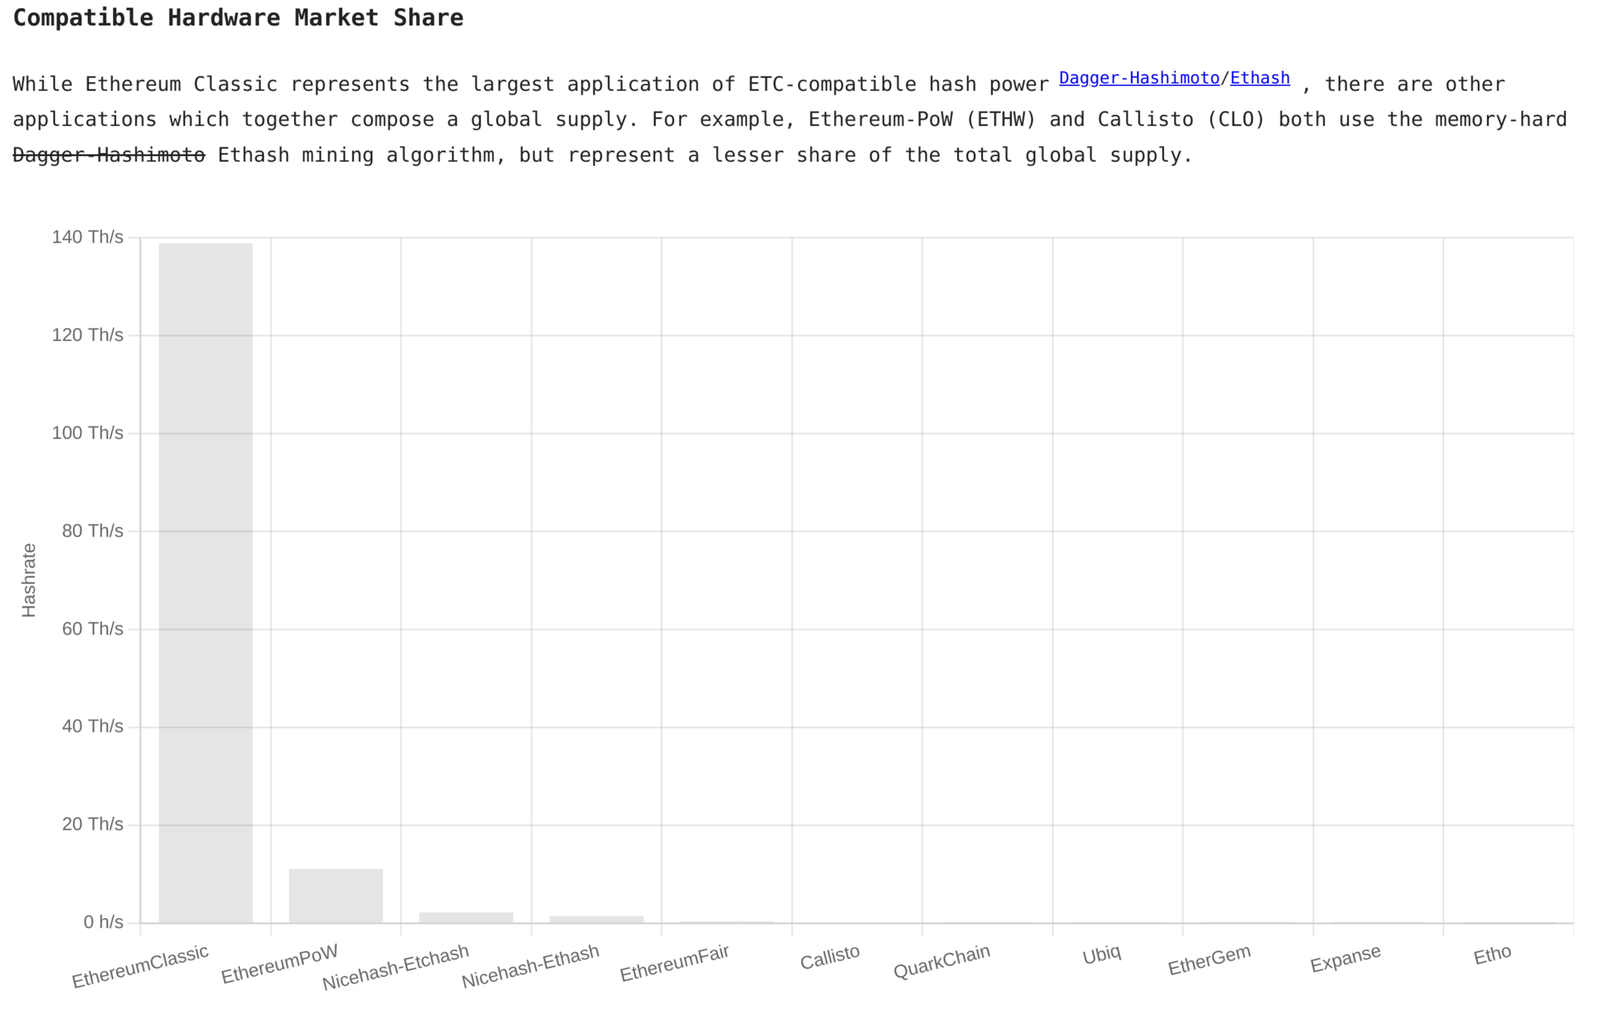 Compatible Hardware Market Share
While Ethereum Classic represents the largest application of ETC-compatible hash power Dagger-Hashimoto/Ethash , there are other
applications which together compose a global supply. For example, Ethereum-PoW (ETHW) and Callisto (CLO) both use the memory-hard
Dagger-Hashimoto Ethash mining algorithm, but represent a lesser share of the total global supply.
140 Th/s
120 Th/s
100 Th/s
80 Th/s
60 Th/s
40 Th/s
20 Th/s
0 h/s
Hashrate
EthereumClassic
EthereumPoW
Nicehash-Etchash
Nicehash-Ethash
EthereumFair
Callisto
QuarkChain
Ubiq
EtherGem
Expanse
Etho